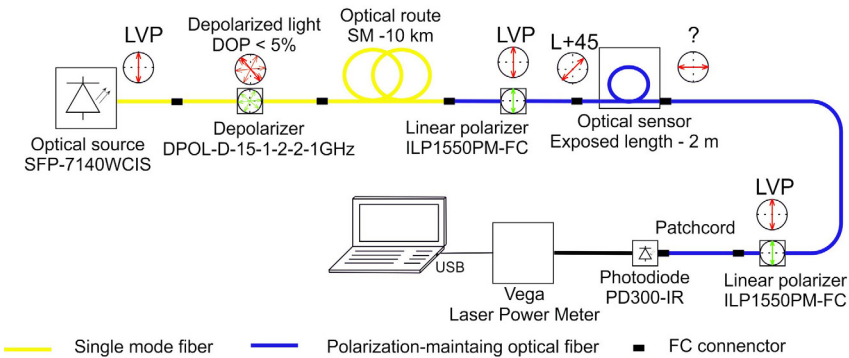 LVP
Depolarized light
DOP < 5%
Optical route
SM -10 km
LVP
L+45
?
Optical source
SFP-7140WCIS
Depolarizer
DPOL-D-15-1-2-2-1GHz
Linear polarizer
ILP1550PM-FC
Optical sensor
Exposed length - 2 m
LVP
Patchcord
USB
Vega
Laser Power Meter
Photodiode
PD300-IR
Linear polarizer
ILP1550PM-FC
Single mode fiber
Polarization-maintaing optical fiber
FC connenctor